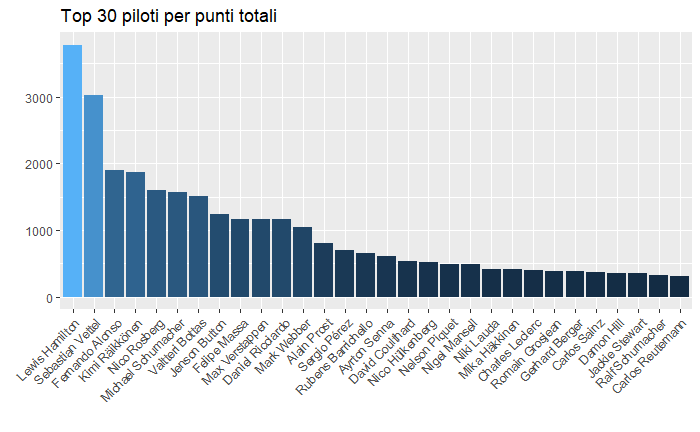 Top 30 piloti per punti totali
3000
2000
1000
0
Lewis Hamilton
Sebastian Vettel
Fernando Alonso
Kimi Räikkönen
Nico Rosberg
Michael Schumacher
Valtteri Bottas
Jenson Button
Felipe Massa
Max Verstappen
Daniel Ricciardo
Mark Webber
Alain Prost
Sergio Pérez
Rubens Barrichello
Ayrton Senna
David Coulthard
Nico Hülkenberg
Nelson Piquet
Nigel Mansell
Niki Lauda
Mika Häkkinen
Charles Leclerc
Romain Grosjean
Gerhard Berger
Carlos Sainz
Damon Hill
Jackie Stewart
Ralf Schumacher
Carlos Reutemann